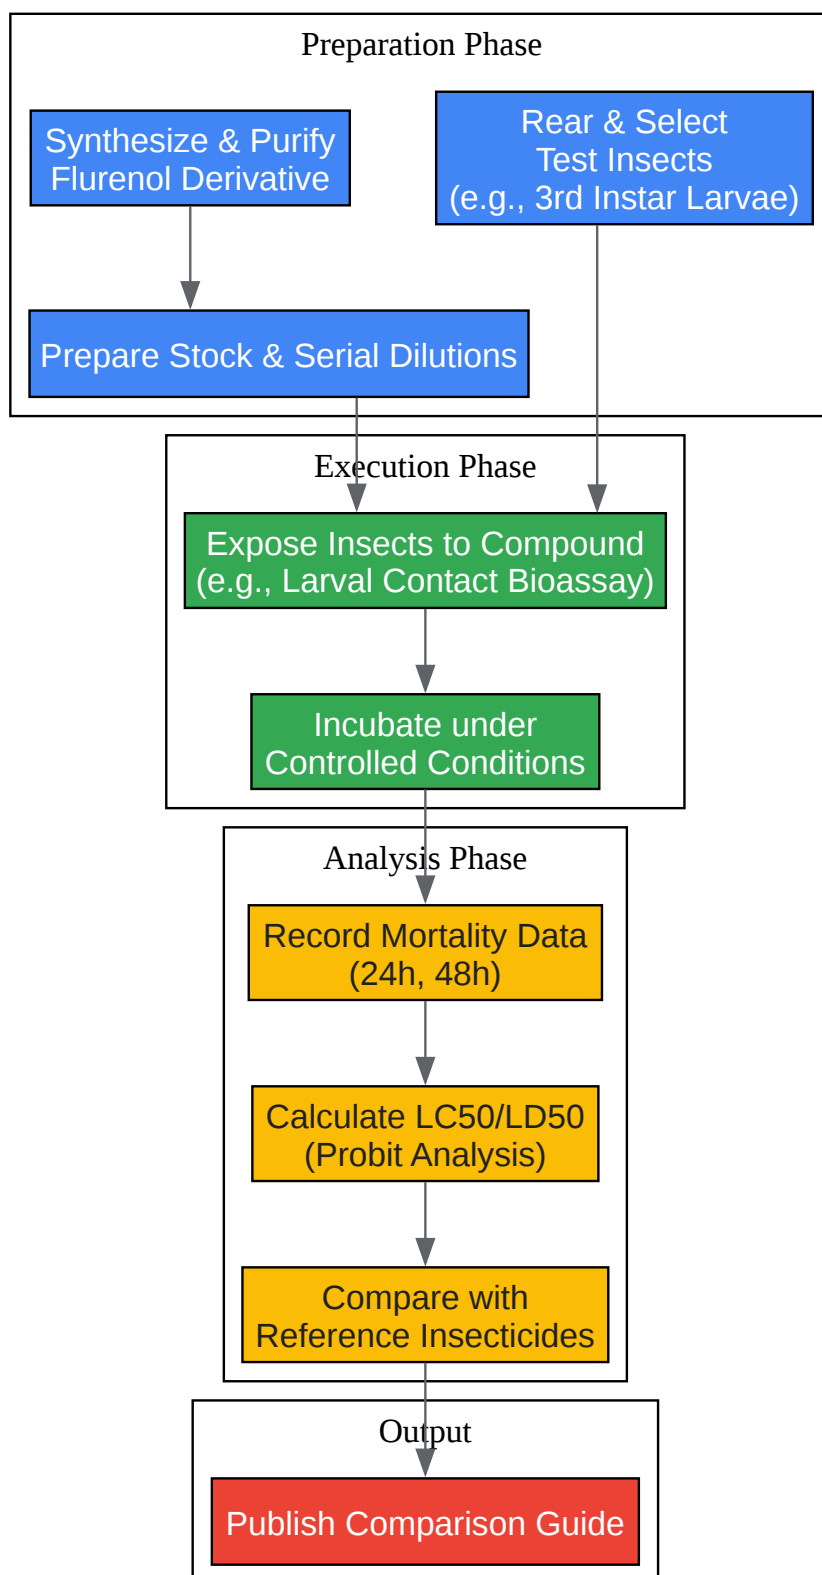 Preparation Phase
Synthesize & Purify
Flurenol Derivative
Rear & Select
Test Insects
(e.g., 3rd Instar Larvae)
Prepare Stock & Serial Dilutions
Execution Phase
Expose Insects to Compound
(e.g., Larval Contact Bioassay)
Incubate under
Controlled Conditions
Analysis Phase
Record Mortality Data
(24h, 48h)
Calculate LC50/LD50
(Probit Analysis)
Compare with
Reference Insecticides
Output
Publish Comparison Guide